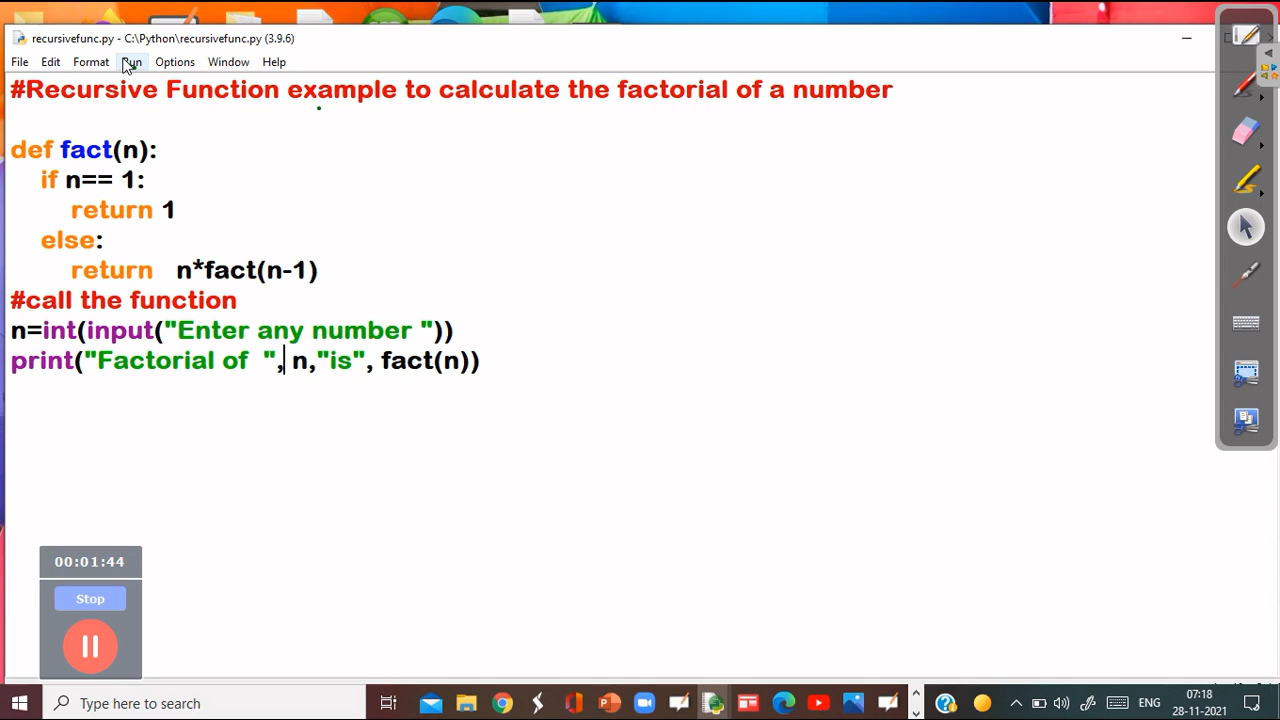 recursivefunc.py - C:\Python\recursivefunc.py (3.9.6)
File Edit Format Run Options Window Help
#Recursive Function example to calculate the factorial of a number
def fact(n):
if n== 1:
return 1
else:
return n*fact(n-1)
#call the function
n=int(input("Enter any number "))
print("Factorial of  ", n,"is", fact(n))
00:01:44
Stop
Type here to search
ENG
07:18
28-11-2021